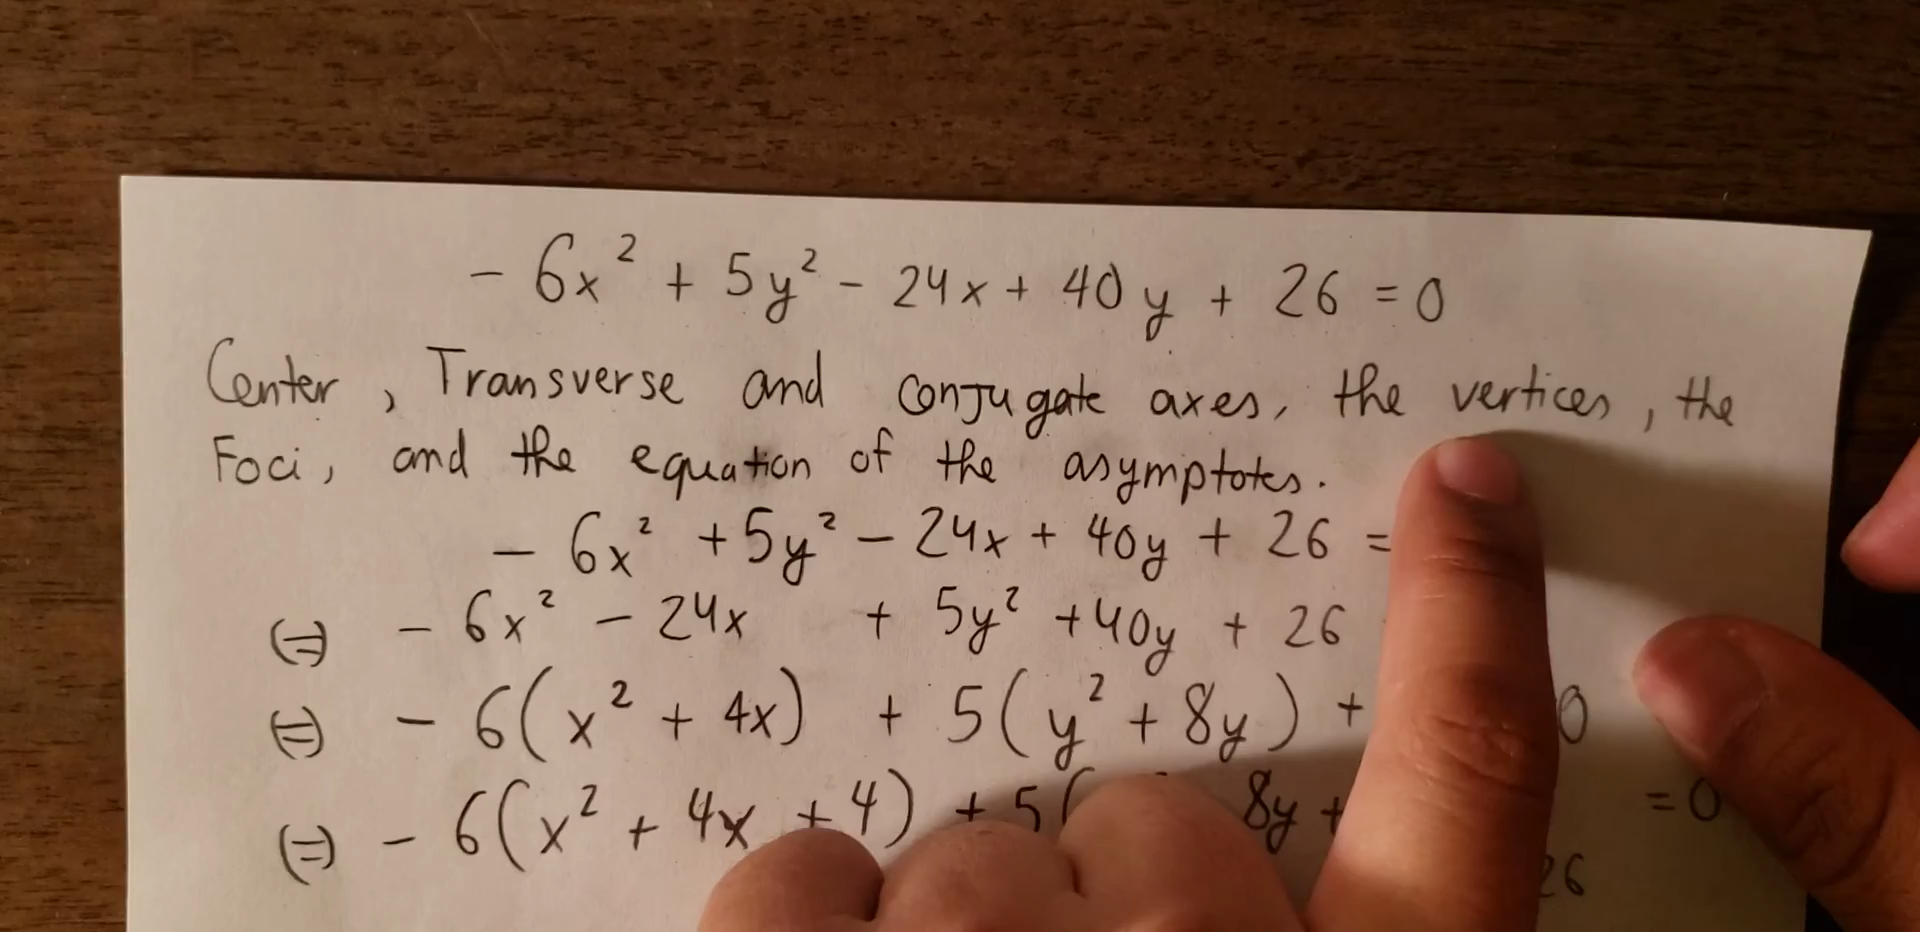 - 6x² + 5y² - 24x + 40y + 26 = 0
Center, Transverse and conjugate axes, the vertices, the
Foci, and the equation of the asymptotes.
- 6x² + 5y² - 24x + 40y + 26 =
(=) - 6x² - 24x + 5y² + 40y + 26
(=) - 6(x² + 4x) + 5(y² + 8y) + 0
(=) - 6(x² + 4x + 4) + 5( 8y + = 0
26